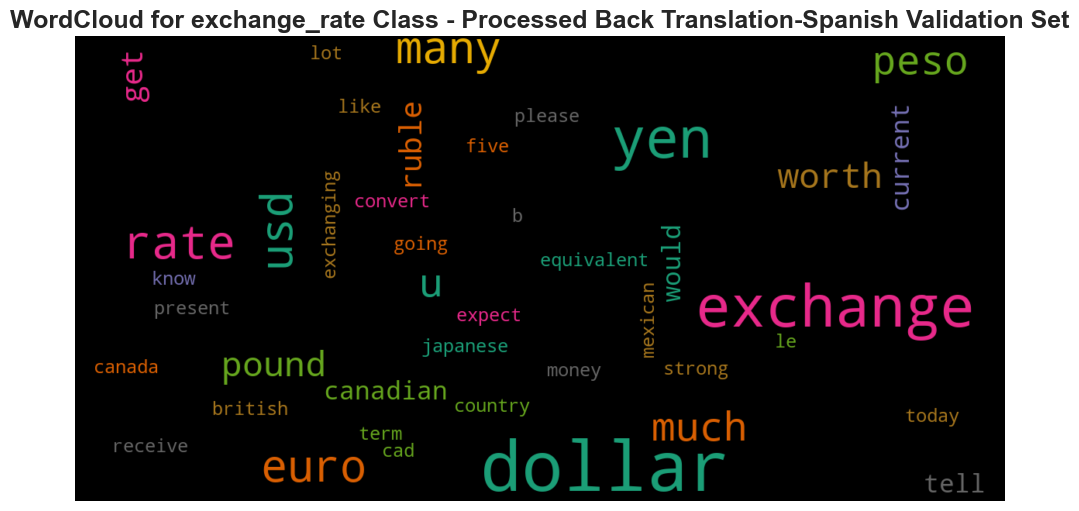 WordCloud for exchange_rate Class - Processed Back Translation-Spanish Validation Set
many
lot
get
peso
like
ruble
please
current
five
yen
worth
exchanging
convert
usd
b
rate
going
would
equivalent
know
u
mexican
exchange
present
expect
le
japanese
canada
pound
money
strong
canadian
british
country
today
much
term
receive
cad
euro
dollar
tell